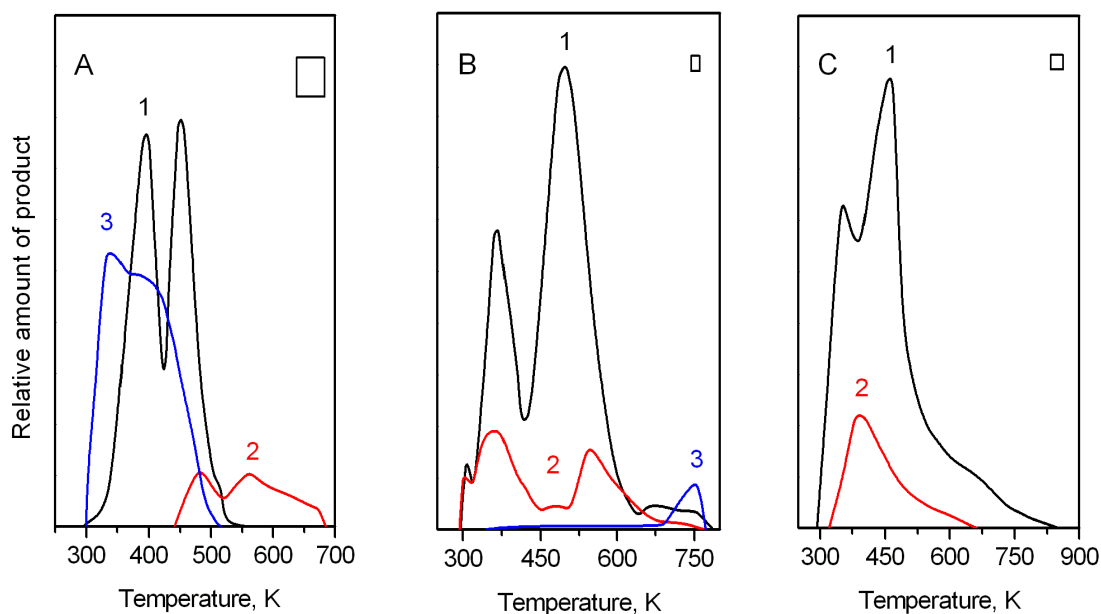 A
B
C
1
1
1
3
2
2
3
2
Relative amount of product
300 400 500 600 700
300 450 600 750
300 450 600 750 900
Temperature, K
Temperature, K
Temperature, K